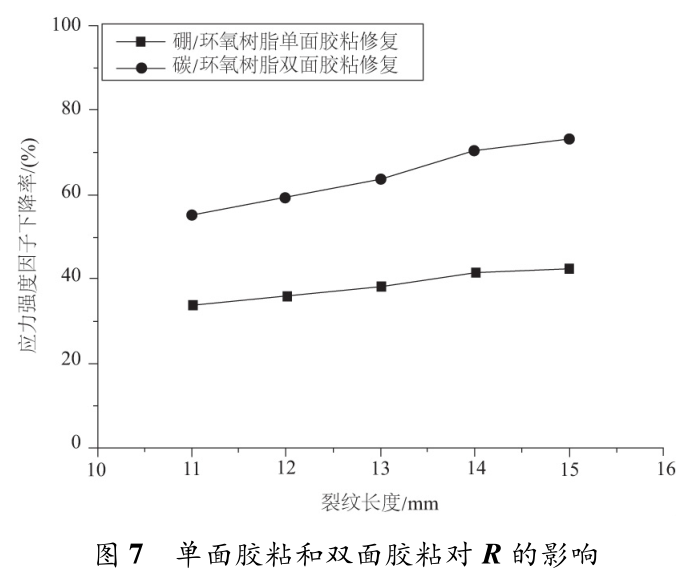 100
硼/环氧树脂单面胶粘修复
碳/环氧树脂双面胶粘修复
80
60
40
20
0
应力强度因子下降率/(%)
10 11 12 13 14 15 16
裂纹长度/mm
图 7 单面胶粘和双面胶粘对 R 的影响